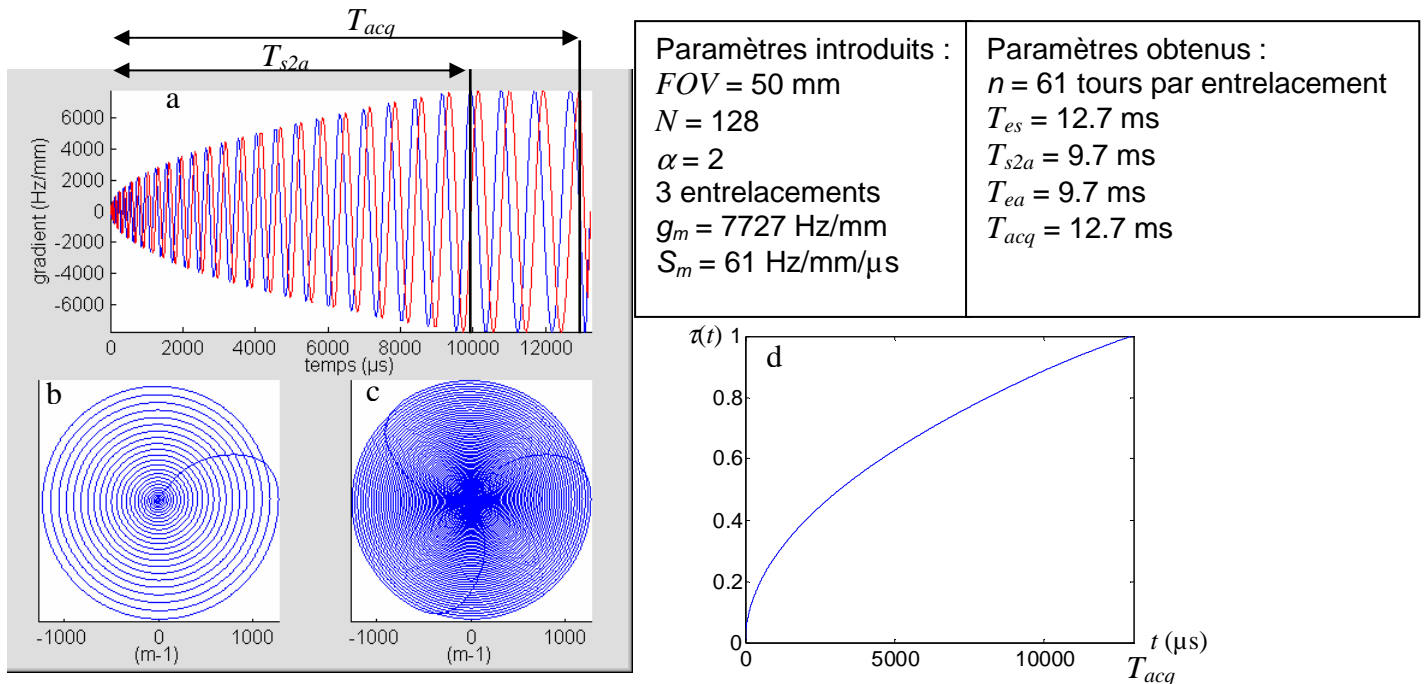 T_acq
T_s2a
a
gradient (Hz/mm)
6000
4000
2000
0
-2000
-4000
-6000
0 2000 4000 6000 8000 10000 12000
temps (µs)
b
-1000 0 1000
(m-1)
c
-1000 0 1000
(m-1)
Paramètres introduits :
FOV = 50 mm
N = 128
α = 2
3 entrelacements
g_m = 7727 Hz/mm
S_m = 61 Hz/mm/µs
Paramètres obtenus :
n = 61 tours par entrelacement
T_es = 12.7 ms
T_s2a = 9.7 ms
T_ea = 9.7 ms
T_acq = 12.7 ms
τ(t)
d
1
0.8
0.6
0.4
0.2
0
0 5000 10000
t (µs)
T_acq